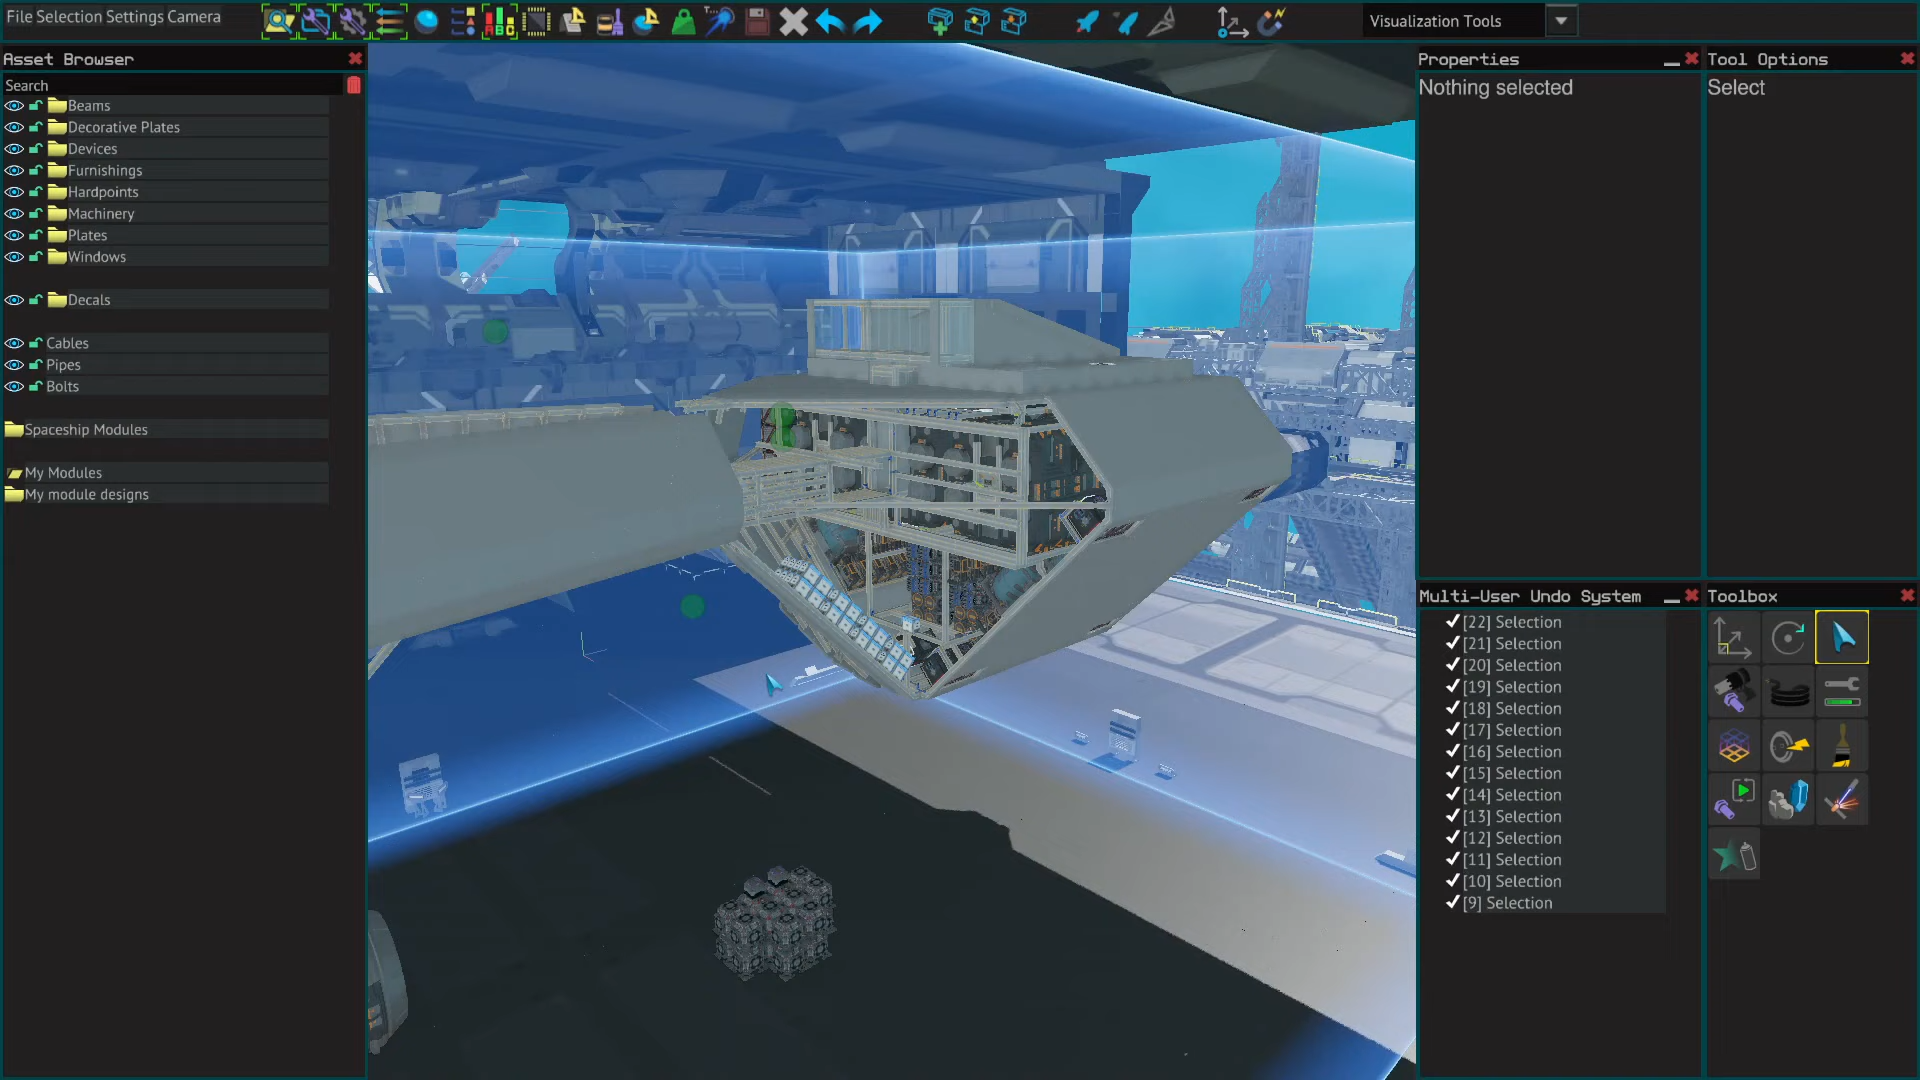 File Selection Settings Camera
Visualization Tools
Asset Browser
Search
Beams
Decorative Plates
Devices
Furnishings
Hardpoints
Machinery
Plates
Windows
Decals
Cables
Pipes
Bolts
Spaceship Modules
My Modules
My module designs
Properties
Nothing selected
Tool Options
Select
Multi-User Undo System
[22] Selection
[21] Selection
[20] Selection
[19] Selection
[18] Selection
[17] Selection
[16] Selection
[15] Selection
[14] Selection
[13] Selection
[12] Selection
[11] Selection
[10] Selection
[9] Selection
Toolbox
ABC